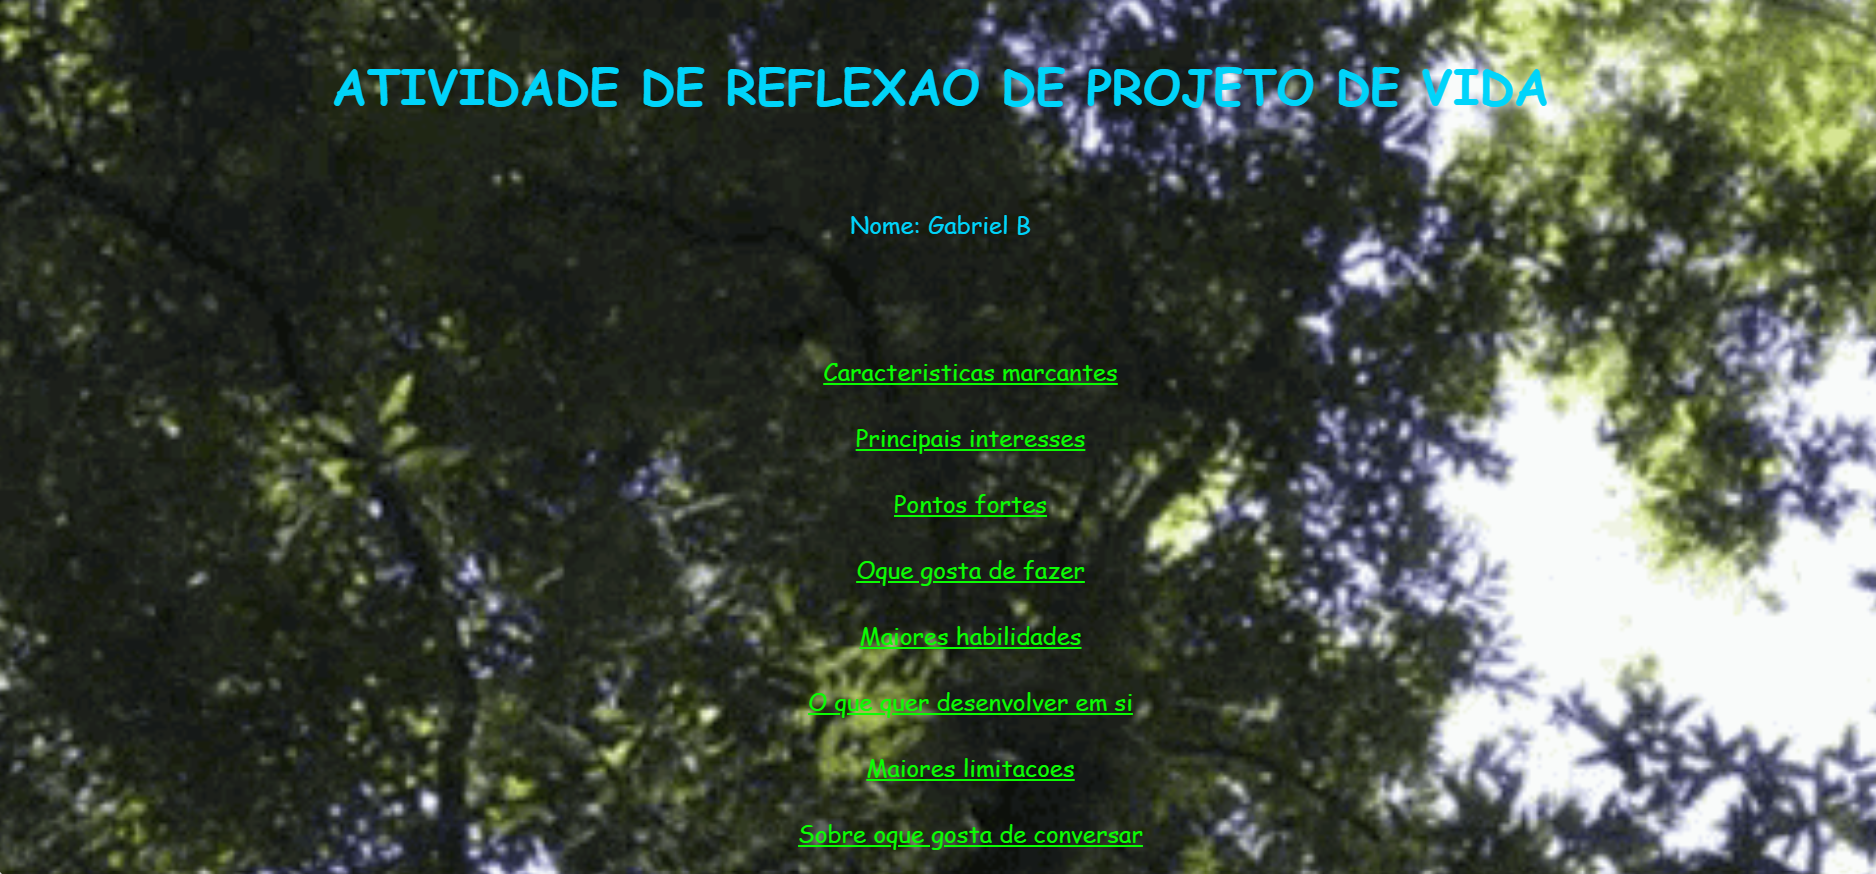 ATIVIDADE DE REFLEXAO DE PROJETO DE VIDA
Nome: Gabriel B
Caracteristicas marcantes
Principais interesses
Pontos fortes
Oque gosta de fazer
Maiores habilidades
O que quer desenvolver em si
Maiores limitacoes
Sobre oque gosta de conversar